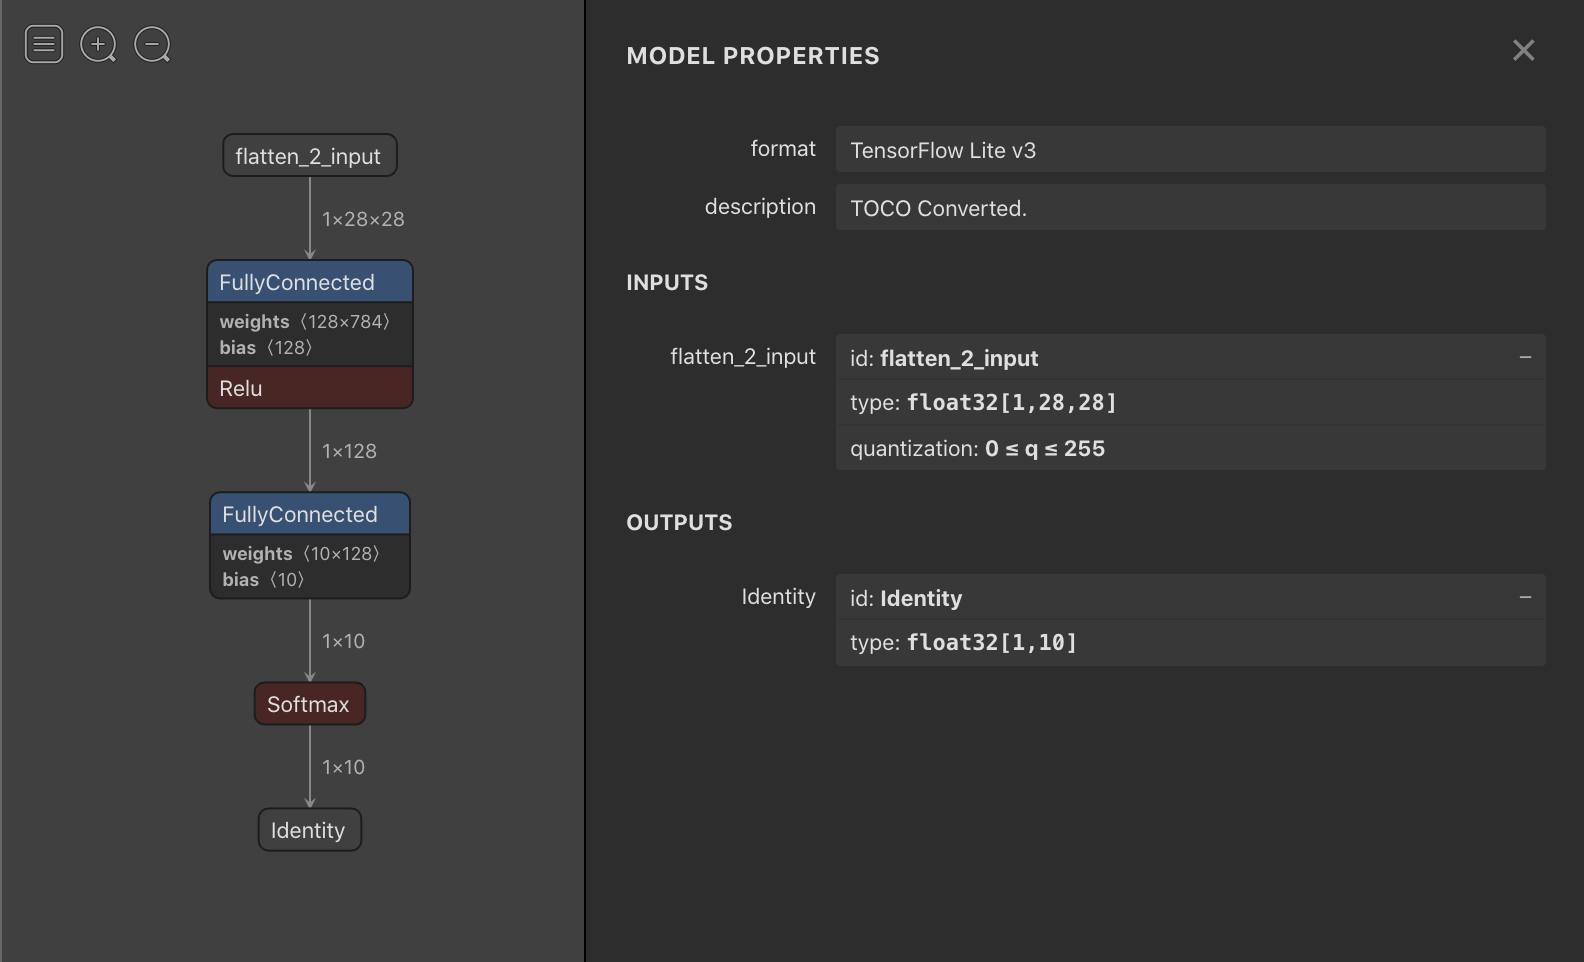 flatten_2_input
1×28×28
FullyConnected
weights ⟨128×784⟩
bias ⟨128⟩
Relu
1×128
FullyConnected
weights ⟨10×128⟩
bias ⟨10⟩
1×10
Softmax
1×10
Identity
MODEL PROPERTIES
format TensorFlow Lite v3
description TOCO Converted.
INPUTS
flatten_2_input id: flatten_2_input
type: float32[1,28,28]
quantization: 0 ≤ q ≤ 255
OUTPUTS
Identity id: Identity
type: float32[1,10]